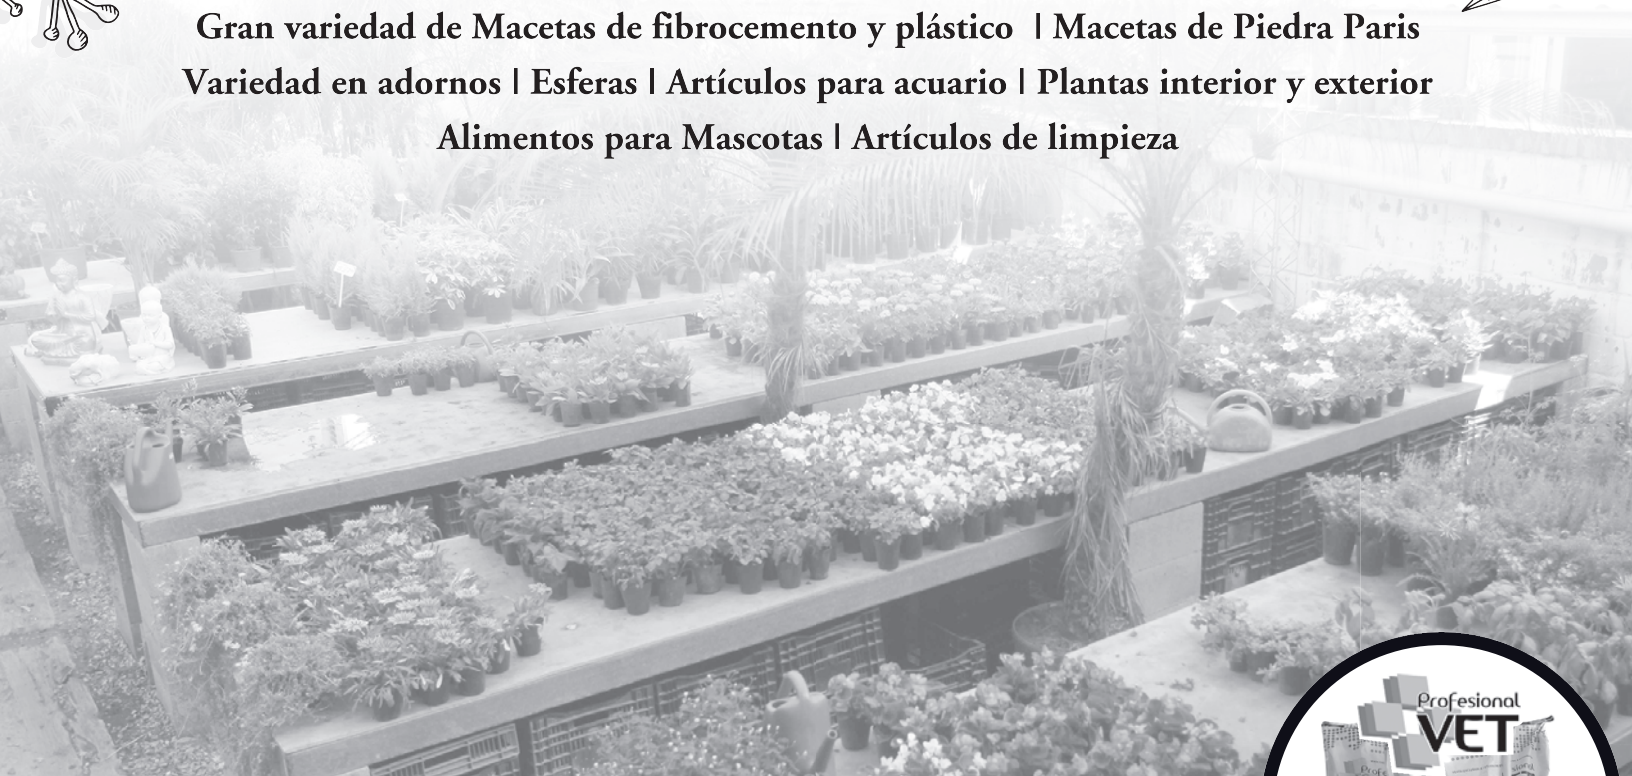 Gran variedad de Macetas de fibrocemento y plástico | Macetas de Piedra Paris
Variedad en adornos | Esferas | Artículos para acuario | Plantas interior y exterior
Alimentos para Mascotas | Artículos de limpieza
Profesional
VET